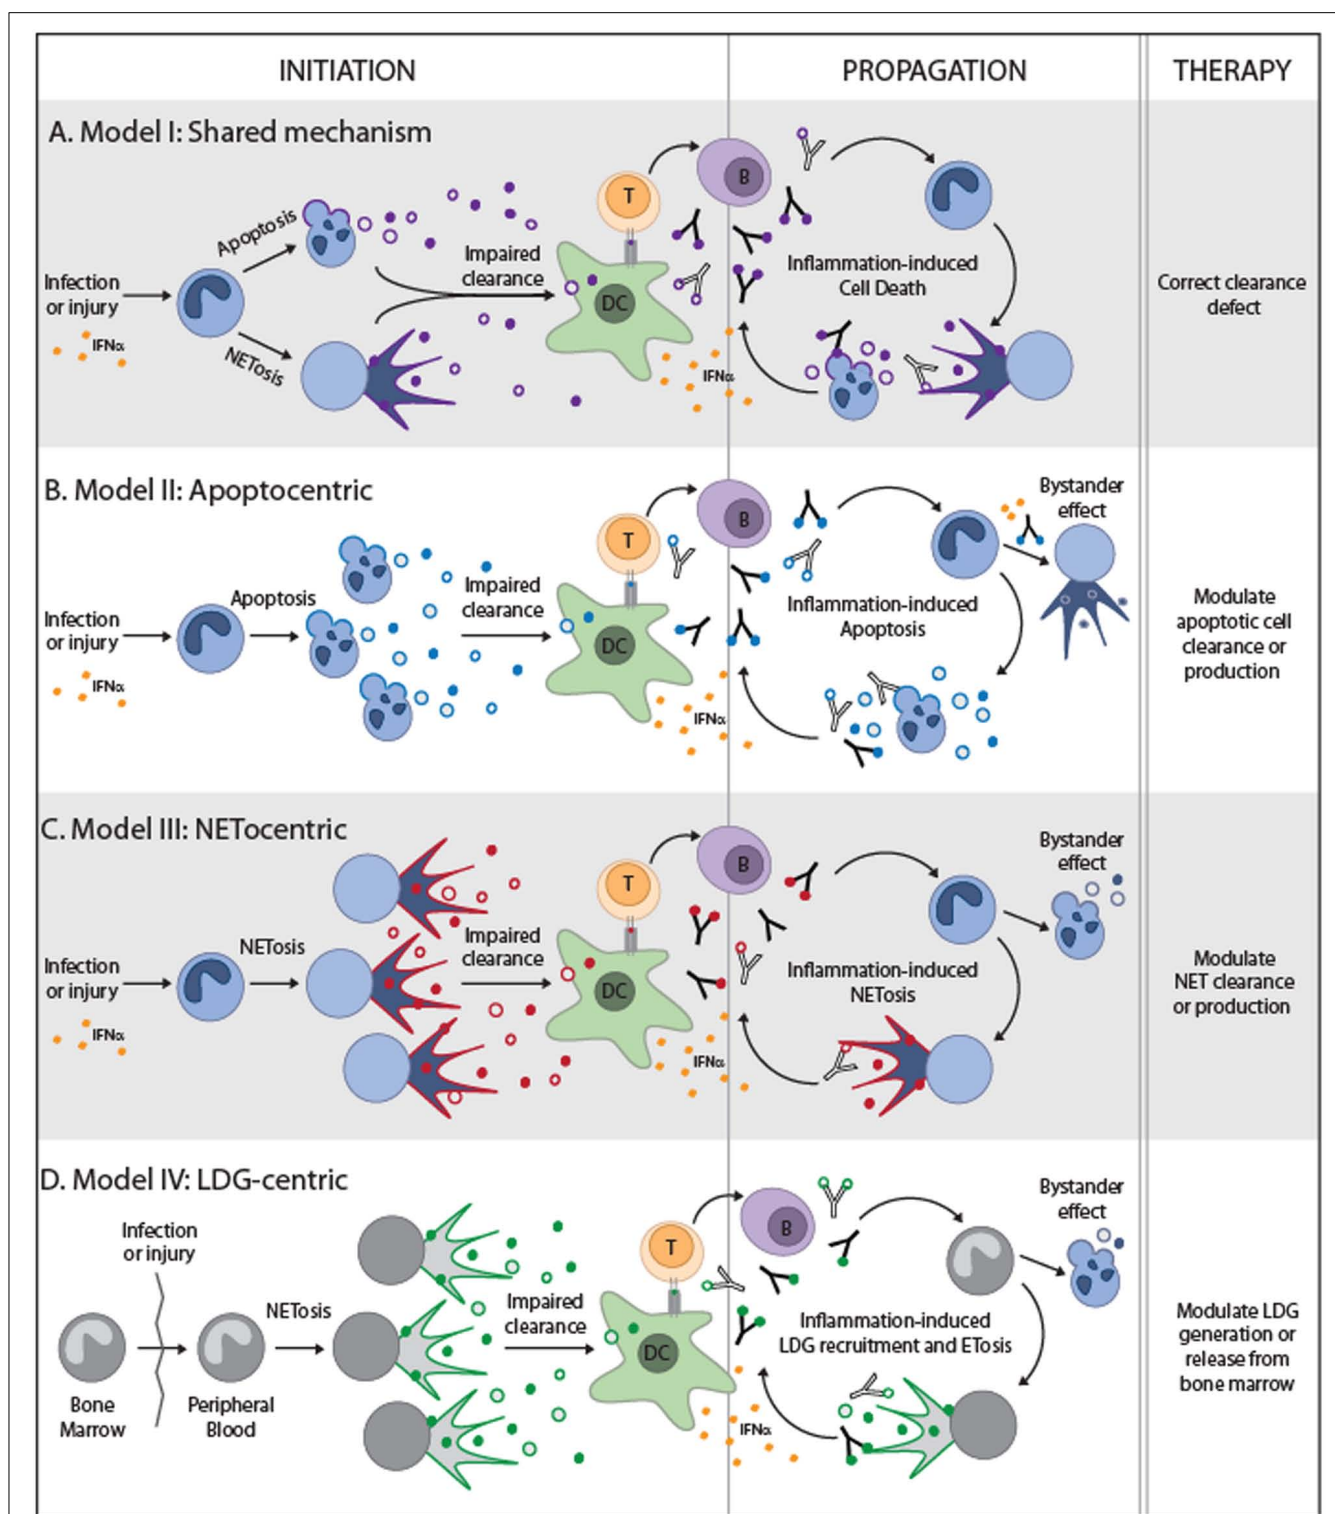 INITIATION
PROPAGATION
THERAPY
A. Model I: Shared mechanism
Infection
or injury
IFNα
Apoptosis
NETosis
Impaired
clearance
T
DC
B
IFNα
Inflammation-induced
Cell Death
Correct clearance
defect
B. Model II: Apoptocentric
Infection
or injury
IFNα
Apoptosis
Impaired
clearance
T
DC
B
IFNα
Inflammation-induced
Apoptosis
Bystander
effect
Modulate
apoptotic cell
clearance or
production
C. Model III: NETocentric
Infection
or injury
IFNα
NETosis
Impaired
clearance
T
DC
B
IFNα
Inflammation-induced
NETosis
Bystander
effect
Modulate
NET clearance
or production
D. Model IV: LDG-centric
Infection
or injury
Bone
Marrow
Peripheral
Blood
NETosis
Impaired
clearance
T
DC
B
IFNα
Inflammation-induced
LDG recruitment and ETosis
Bystander
effect
Modulate LDG
generation or
release from
bone marrow